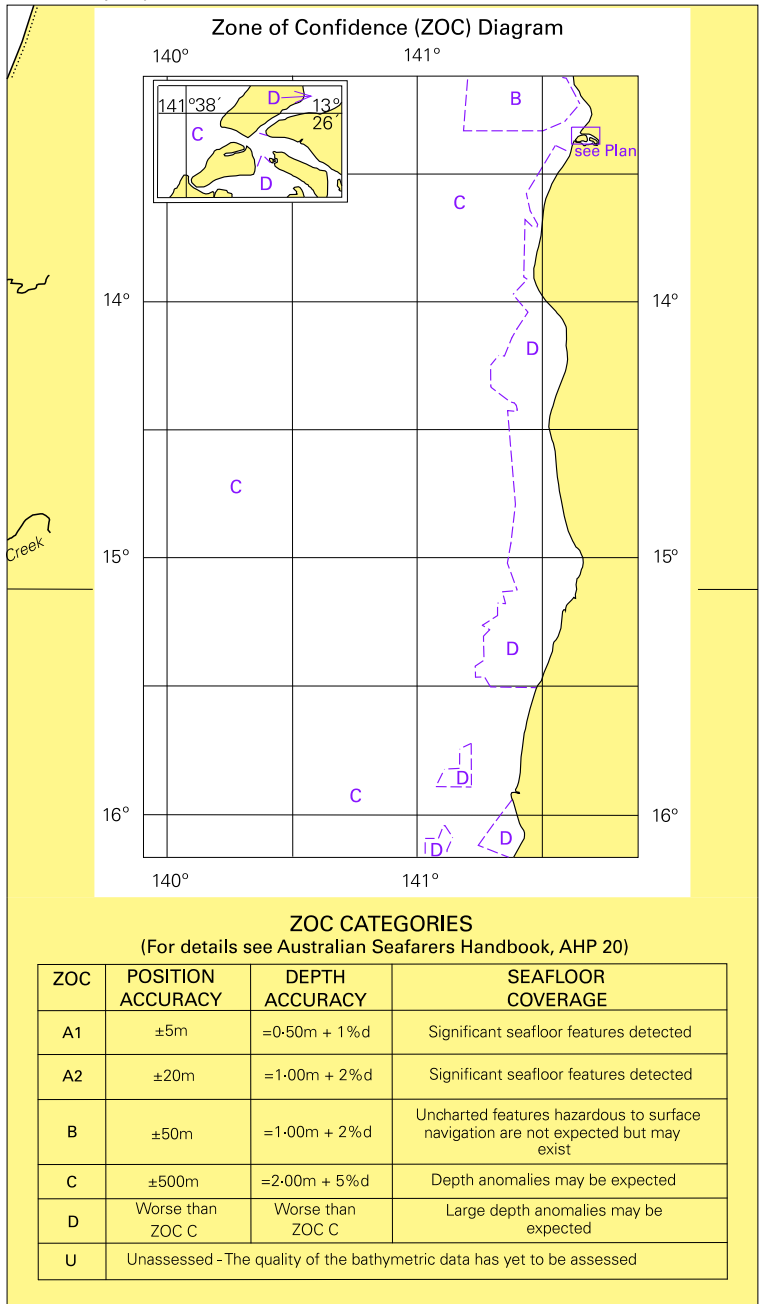 Zone of Confidence (ZOC) Diagram
140° 141°
141°38´ D 13°
26´
C
D
B
see Plan
C
14° 14°
D
C
Creek
15° 15°
D
D
C
16° 16°
D
D
140° 141°
ZOC CATEGORIES
(For details see Australian Seafarers Handbook, AHP 20)
ZOC POSITION ACCURACY DEPTH ACCURACY SEAFLOOR COVERAGE
A1 ±5m =0·50m + 1%d Significant seafloor features detected
A2 ±20m =1·00m + 2%d Significant seafloor features detected
B ±50m =1·00m + 2%d Uncharted features hazardous to surface
navigation are not expected but may
exist
C ±500m =2·00m + 5%d Depth anomalies may be expected
D Worse than ZOC C Worse than ZOC C Large depth anomalies may be
expected
U Unassessed - The quality of the bathymetric data has yet to be assessed